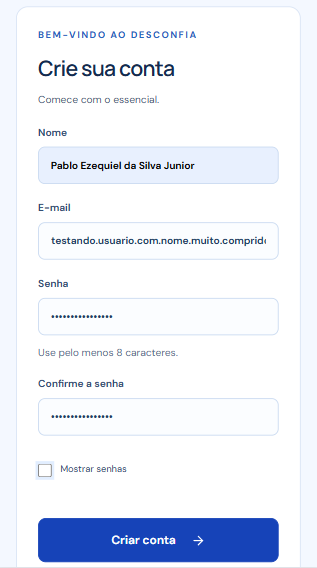 BEM-VINDO AO DESCONFIA
Crie sua conta
Comece com o essencial.
Nome
Pablo Ezequiel da Silva Junior
E-mail
testando.usuario.com.nome.muito.comprid
Senha
••••••••••••••••
Use pelo menos 8 caracteres.
Confirme a senha
••••••••••••••••
Mostrar senhas
Criar conta →